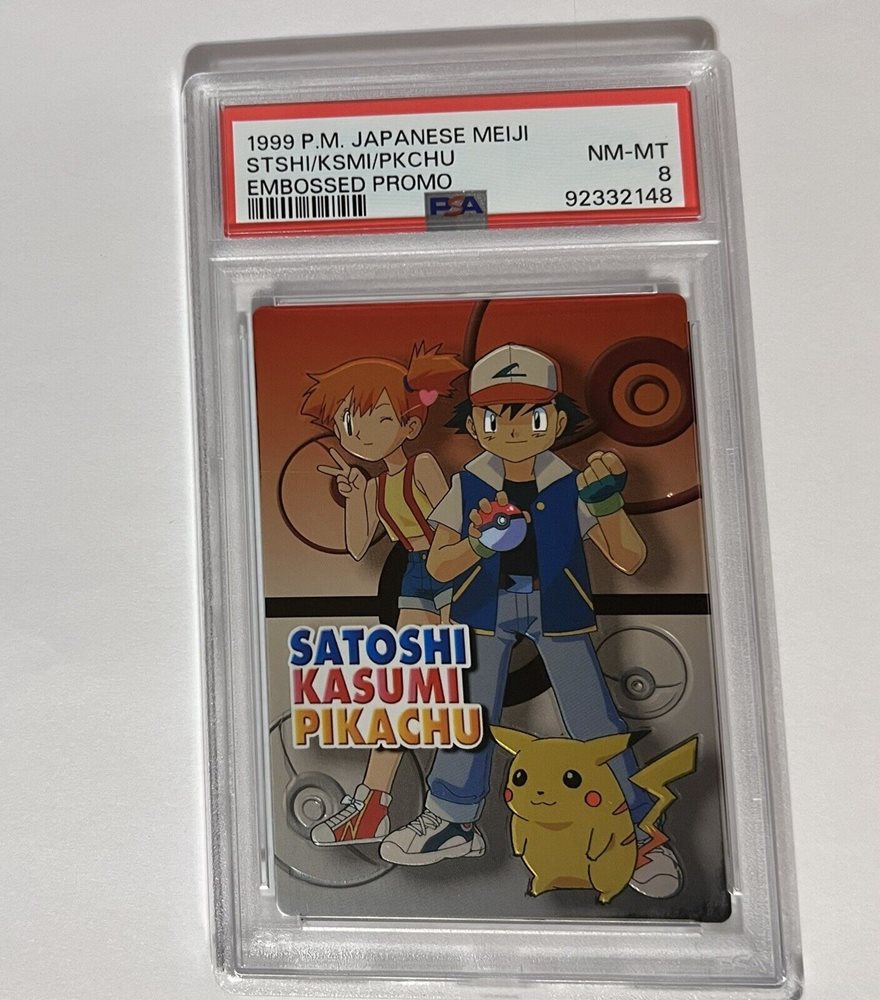 1999 P.M. JAPANESE MEIJI
STSHI/KSMI/PKCHU
NM-MT
EMBOSSED PROMO
8
PSA
92332148
SATOSHI
KASUMI
PIKACHU